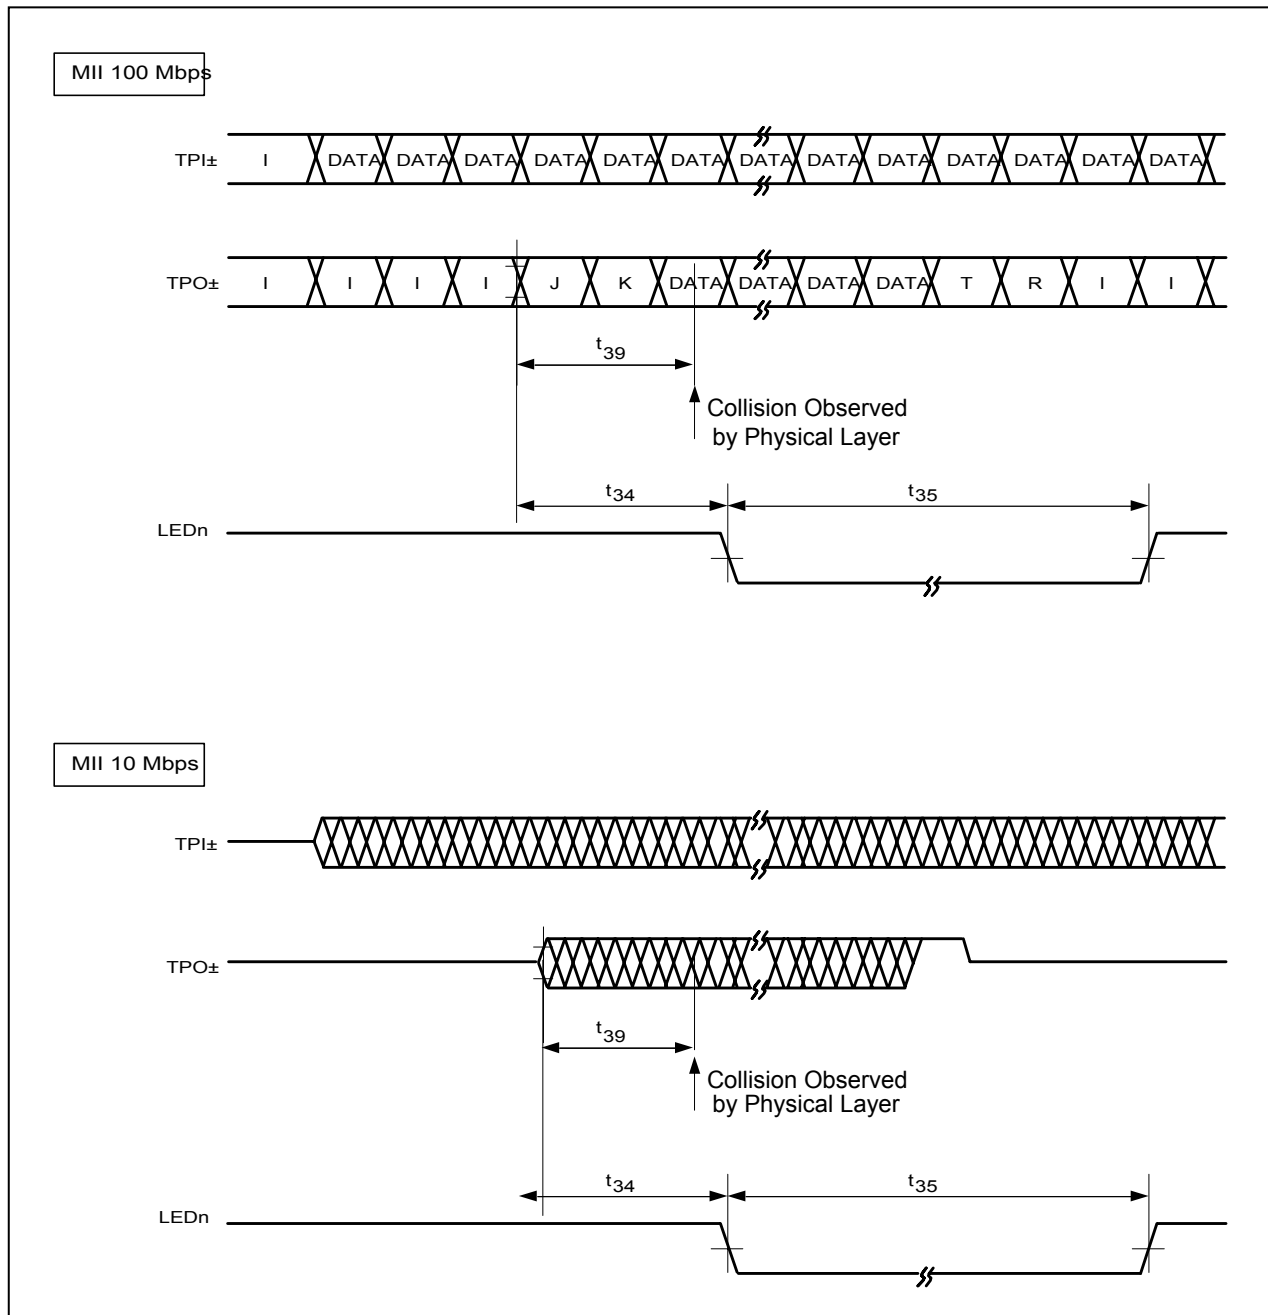 MII 100 Mbps
TPI± I DATA DATA DATA DATA DATA DATA DATA DATA DATA DATA DATA DATA DATA
TPO± I I I I J K DATA DATA DATA DATA T R I I
t39
Collision Observed
by Physical Layer
t34 t35
LEDn
MII 10 Mbps
TPI±
TPO±
t39
Collision Observed
by Physical Layer
t34 t35
LEDn